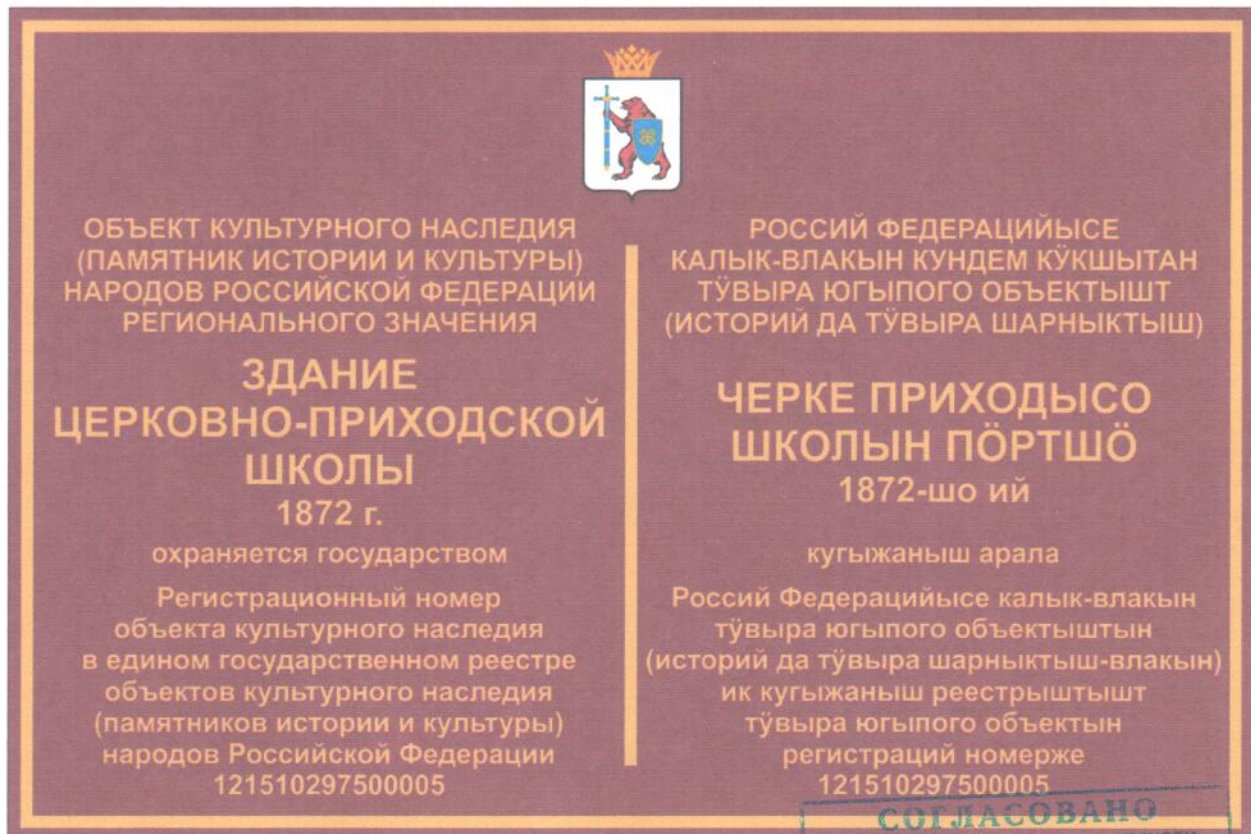 ОБЪЕКТ КУЛЬТУРНОГО НАСЛЕДИЯ
(ПАМЯТНИК ИСТОРИИ И КУЛЬТУРЫ)
НАРОДОВ РОССИЙСКОЙ ФЕДЕРАЦИИ
РЕГИОНАЛЬНОГО ЗНАЧЕНИЯ
ЗДАНИЕ
ЦЕРКОВНО-ПРИХОДСКОЙ
ШКОЛЫ
1872 г.
охраняется государством
Регистрационный номер
объекта культурного наследия
в едином государственном реестре
объектов культурного наследия
(памятников истории и культуры)
народов Российской Федерации
121510297500005
РОССИЙ ФЕДЕРАЦИЙЫСЕ
КАЛЫК-ВЛАКЫН КУНДЕМ КӰКШЫТАН
ТӰВЫРА ЮГЫПОГО ОБЪЕКТЫШТ
(ИСТОРИЙ ДА ТӰВЫРА ШАРНЫКТЫШ)
ЧЕРКЕ ПРИХОДЫСО
ШКОЛЫН ПӦРТШӦ
1872-шо ий
кугыжаныш арала
Россий Федерацийысе калык-влакын
тӱвыра югыпого объектыштын
(историй да тӱвыра шарныктыш-влакын)
ик кугыжаныш реестрыштышт
тӱвыра югыпого объектын
регистраций номерже
121510297500005
СОГЛАСОВАНО